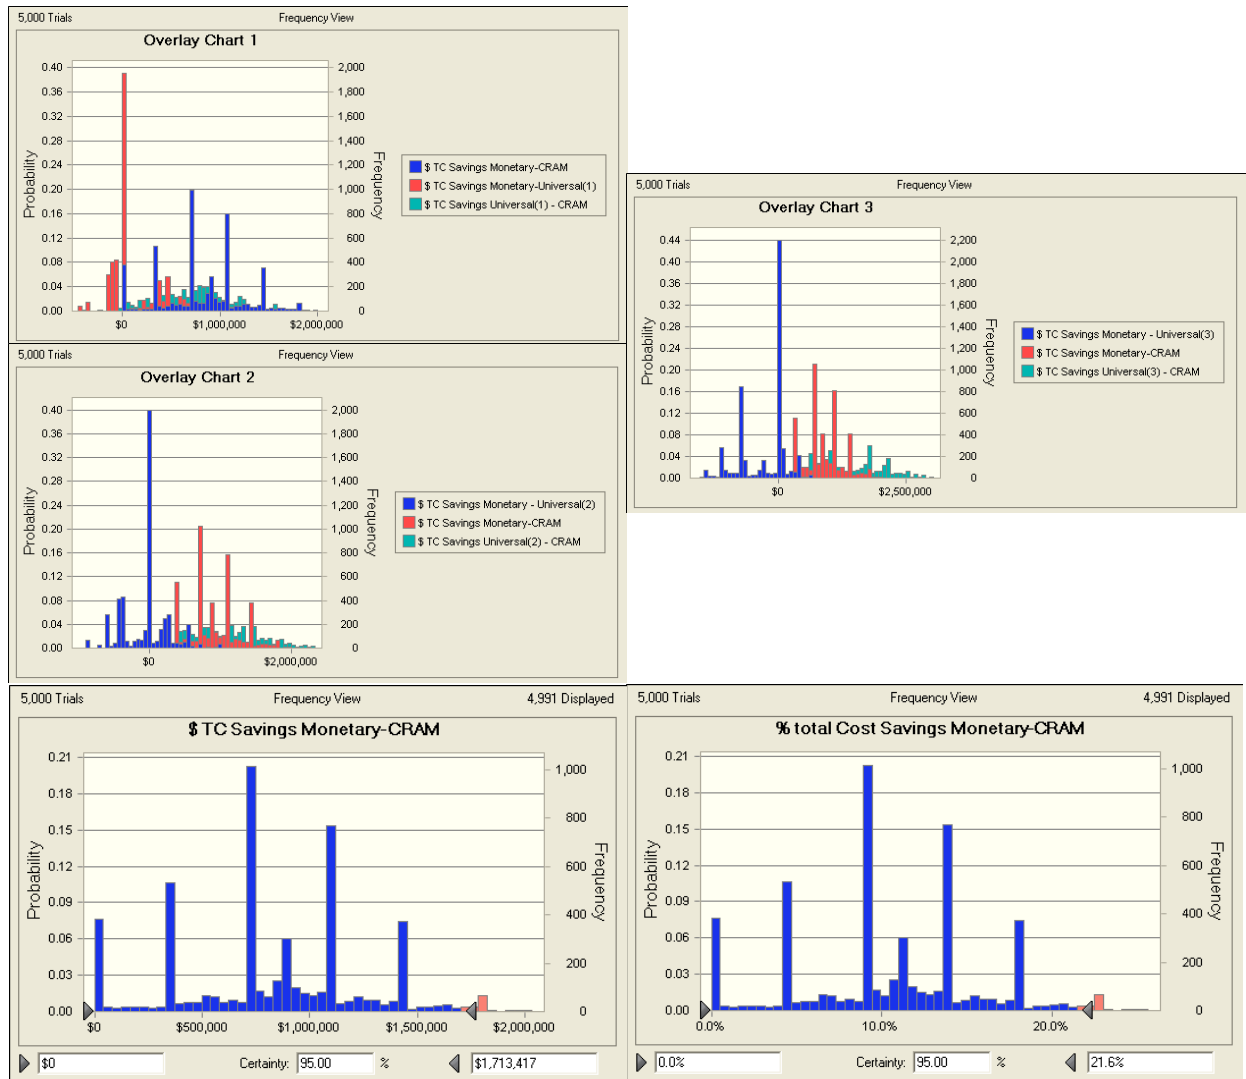 5,000 Trials Frequency View
Overlay Chart 1
0.40 2,000
0.36 1,800
0.32 1,600
0.28 1,400
0.24 1,200
0.20 1,000
0.16 800
0.12 600
0.08 400
0.04 200
0.00 0
$0 $1,000,000 $2,000,000
Probability
Frequency
$ TC Savings Monetary-CRAM
$ TC Savings Monetary-Universal(1)
$ TC Savings Universal(1) - CRAM
5,000 Trials Frequency View
Overlay Chart 3
0.44 2,200
0.40 2,000
0.36 1,800
0.32 1,600
0.28 1,400
0.24 1,200
0.20 1,000
0.16 800
0.12 600
0.08 400
0.04 200
0.00 0
$0 $2,500,000
Probability
Frequency
$ TC Savings Monetary - Universal(3)
$ TC Savings Monetary-CRAM
$ TC Savings Universal(3) - CRAM
5,000 Trials Frequency View
Overlay Chart 2
0.40 2,000
0.36 1,800
0.32 1,600
0.28 1,400
0.24 1,200
0.20 1,000
0.16 800
0.12 600
0.08 400
0.04 200
0.00 0
$0 $2,000,000
Probability
Frequency
$ TC Savings Monetary - Universal(2)
$ TC Savings Monetary-CRAM
$ TC Savings Universal(2) - CRAM
5,000 Trials Frequency View 4,991 Displayed
$ TC Savings Monetary-CRAM
0.21
1,000
0.18
0.15 800
0.12
600
0.09
400
0.06
200
0.03
0.00 0
$0 $500,000 $1,000,000 $1,500,000 $2,000,000
Probability
Frequency
$0 Certainty: 95.00 % $1,713,417
5,000 Trials Frequency View 4,991 Displayed
% total Cost Savings Monetary-CRAM
0.21
1,000
0.18
0.15 800
0.12
600
0.09
400
0.06
200
0.03
0.00 0
0.0% 10.0% 20.0%
Probability
Frequency
0.0% Certainty: 95.00 % 21.6%